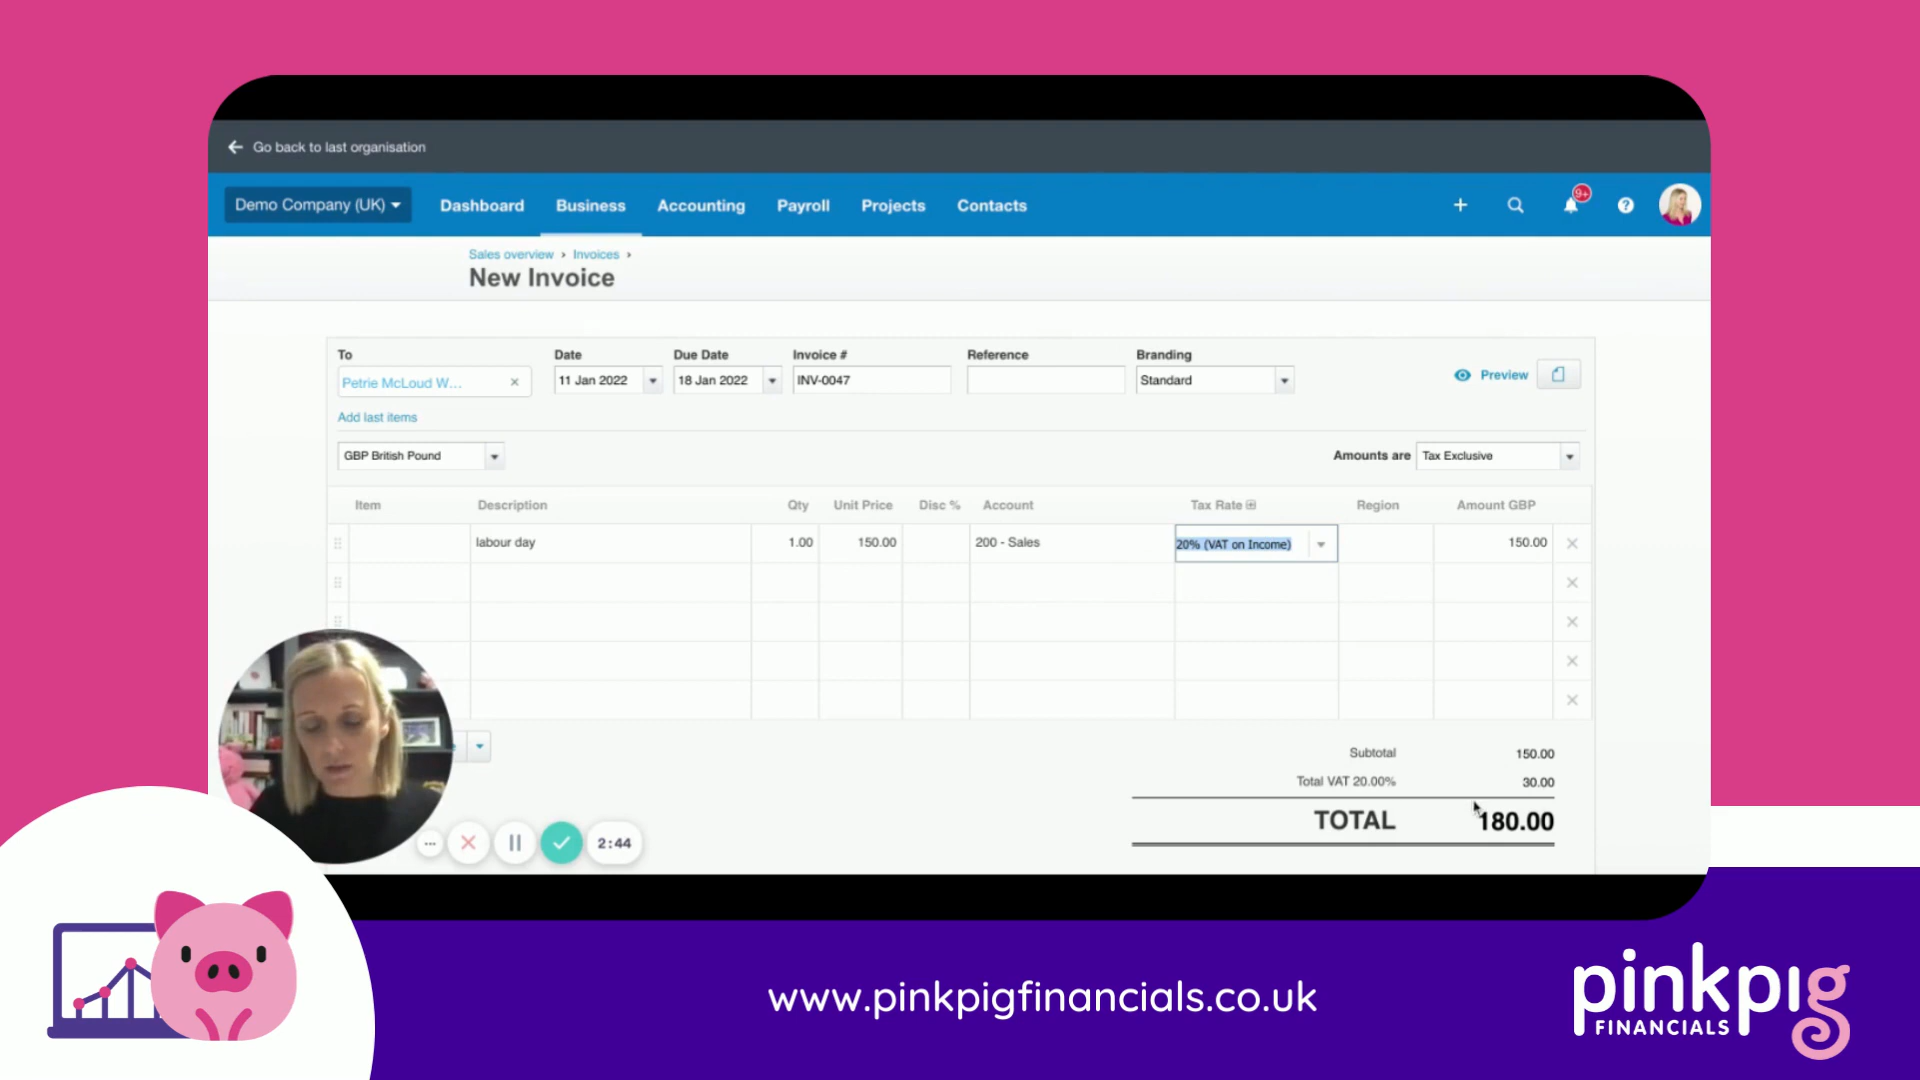 Go back to last organisation
Demo Company (UK) Dashboard Business Accounting Payroll Projects Contacts 9+
Sales overview › Invoices ›
New Invoice
To Date Due Date Invoice # Reference Branding
Petrie McLoud W... 11 Jan 2022 18 Jan 2022 INV-0047 Standard Preview
Add last items
GBP British Pound Amounts are Tax Exclusive
Item Description Qty Unit Price Disc % Account Tax Rate Region Amount GBP
labour day 1.00 150.00 200 - Sales 20% (VAT on Income) 150.00
Subtotal 150.00
Total VAT 20.00% 30.00
TOTAL 180.00
2:44
www.pinkpigfinancials.co.uk
pinkpig
FINANCIALS